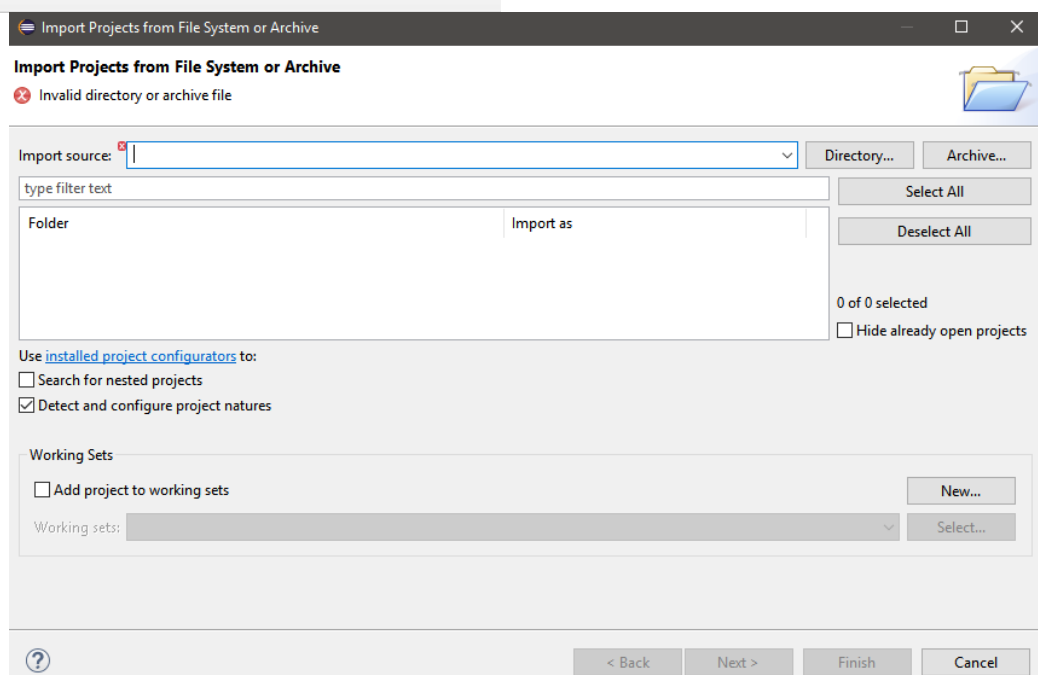 Import Projects from File System or Archive
Import Projects from File System or Archive
Invalid directory or archive file
Import source: Directory... Archive...
type filter text Select All
Folder Import as Deselect All
0 of 0 selected
Hide already open projects
Use installed project configurators to:
Search for nested projects
Detect and configure project natures
Working Sets
Add project to working sets New...
Working sets: Select...
? < Back Next > Finish Cancel